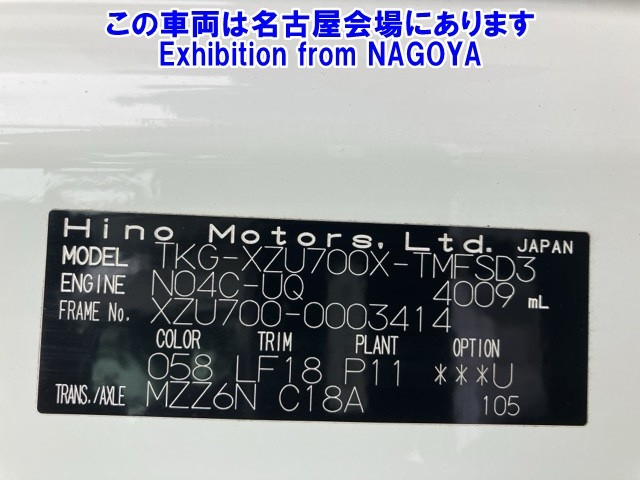 この車両は名古屋会場にあります
Exhibition from NAGOYA
Hino Motors, Ltd. JAPAN
MODEL TKG-XZU700X-TMFSD3
ENGINE N04C-UQ 4009 mL
FRAME No. XZU700-0003414
COLOR TRIM PLANT OPTION
058 LF18 P11 ***U
TRANS./AXLE MZZ6N C18A 105